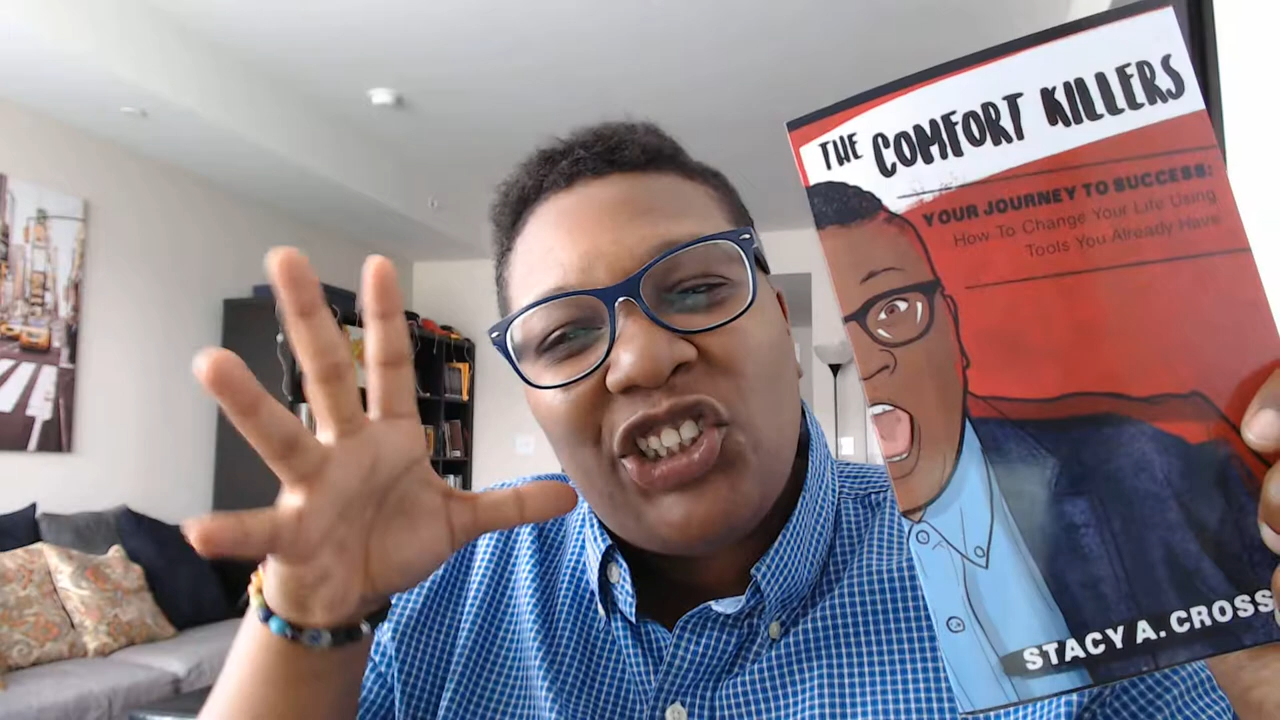 THE COMFORT KILLERS
YOUR JOURNEY TO SUCCESS:
How To Change Your Life Using
Tools You Already Have
STACY A. CROSS